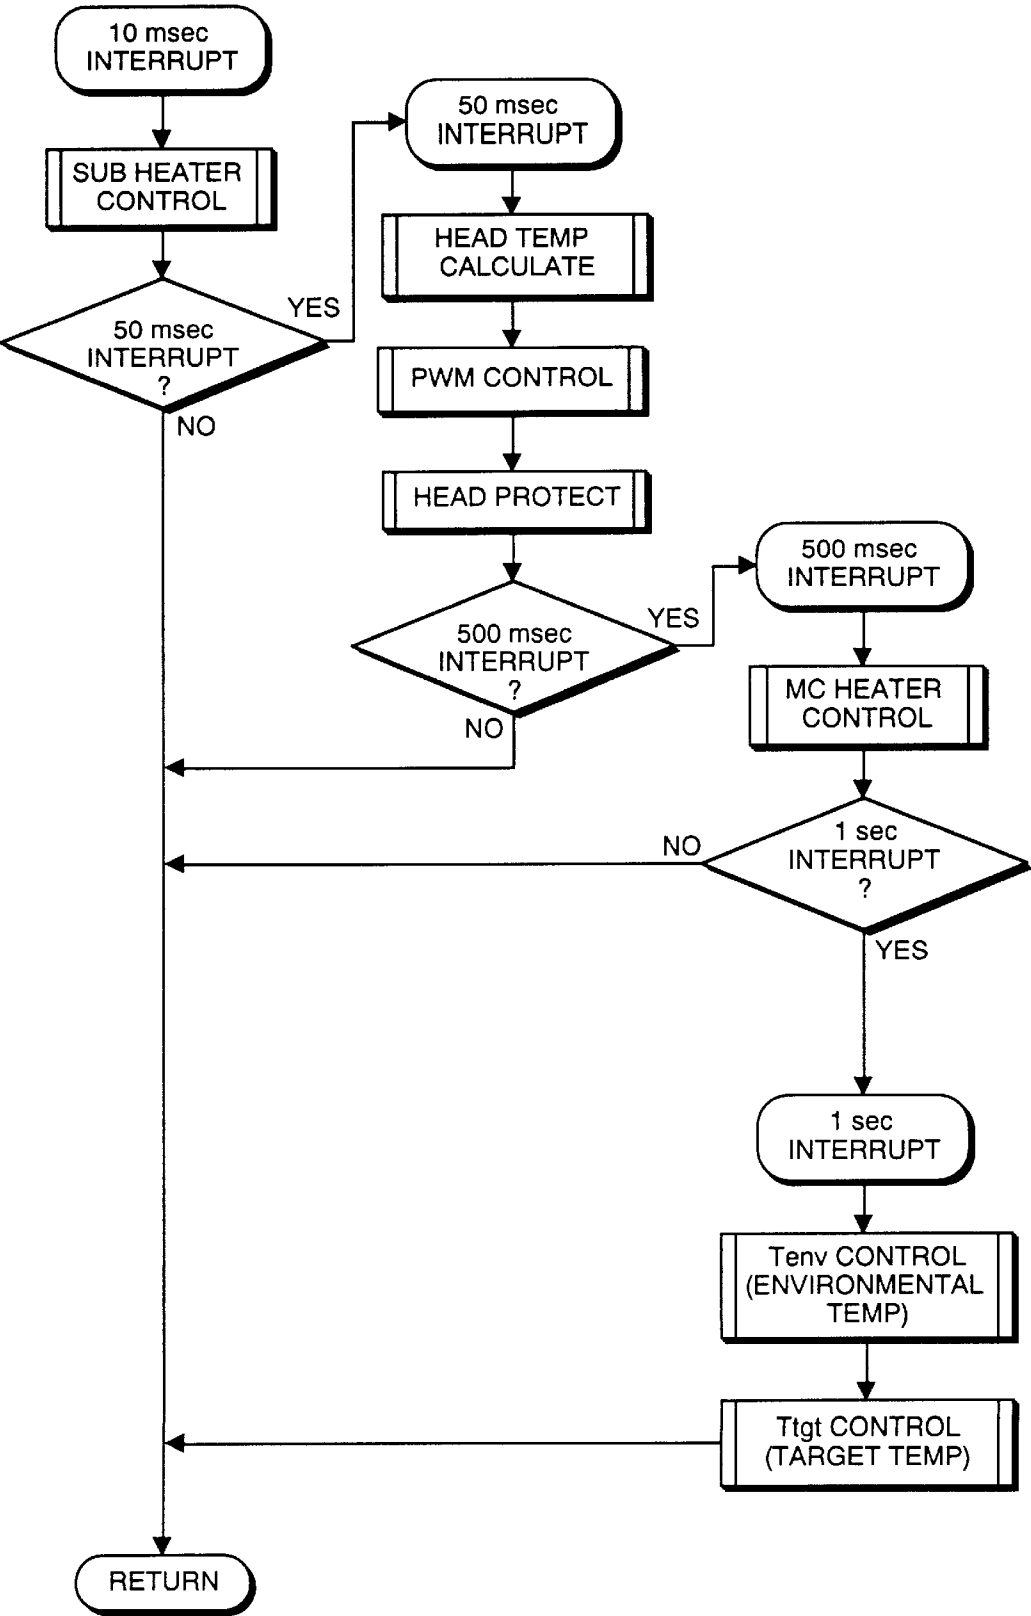 10 msec
INTERRUPT
SUB HEATER
CONTROL
50 msec
INTERRUPT
?
YES
NO
50 msec
INTERRUPT
HEAD TEMP
CALCULATE
PWM CONTROL
HEAD PROTECT
500 msec
INTERRUPT
?
YES
NO
500 msec
INTERRUPT
MC HEATER
CONTROL
1 sec
INTERRUPT
?
NO
YES
1 sec
INTERRUPT
Tenv CONTROL
(ENVIRONMENTAL
TEMP)
Ttgt CONTROL
(TARGET TEMP)
RETURN